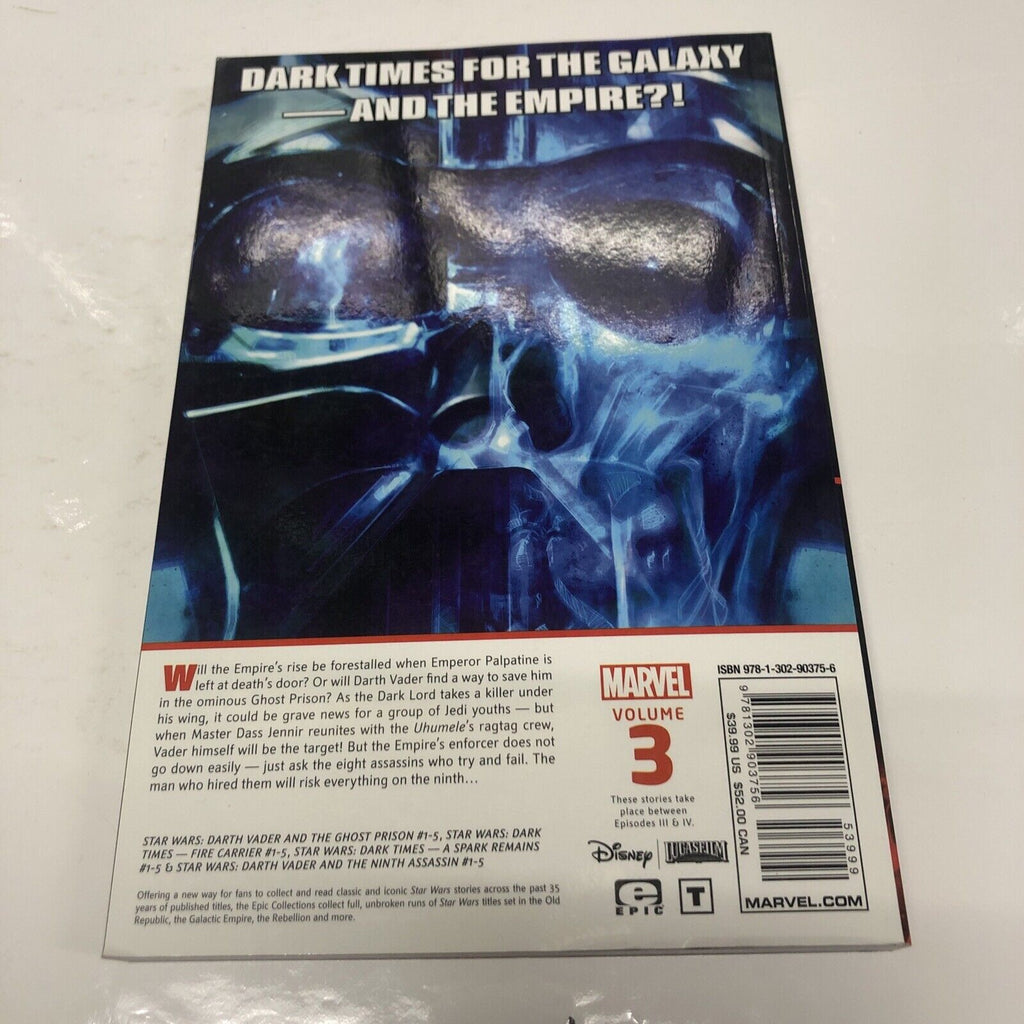 DARK TIMES FOR THE GALAXY
— AND THE EMPIRE?!
Will the Empire's rise be forestalled when Emperor Palpatine is
left at death's door? Or will Darth Vader find a way to save him
in the ominous Ghost Prison? As the Dark Lord takes a killer under
his wing, it could be grave news for a group of Jedi youths — but
when Master Dass Jennir reunites with the Uhumele's ragtag crew,
Vader himself will be the target! But the Empire's enforcer does not
go down easily — just ask the eight assassins who try and fail. The
man who hired them will risk everything on the ninth...
STAR WARS: DARTH VADER AND THE GHOST PRISON #1-5, STAR WARS: DARK
TIMES — FIRE CARRIER #1-5, STAR WARS: DARK TIMES — A SPARK REMAINS
#1-5 & STAR WARS: DARTH VADER AND THE NINTH ASSASSIN #1-5
Offering a new way for fans to collect and read classic and iconic Star Wars stories across the past 35
years of published titles, the Epic Collections collect full, unbroken runs of Star Wars titles set in the Old
Republic, the Galactic Empire, the Rebellion and more.
MARVEL
VOLUME
3
These stories take
place between
Episodes III & IV.
Disney LUCASFILM
e T
EPIC
ISBN 978-1-302-90375-6
9 781302 903756
53999
$39.99 US $52.00 CAN
MARVEL.COM